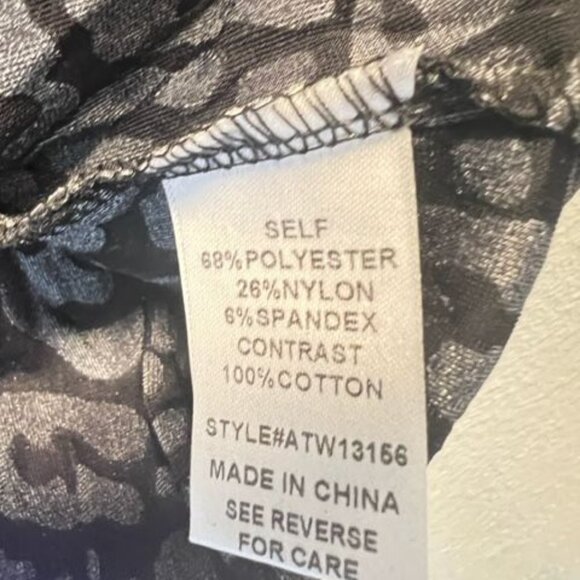 SELF
68%POLYESTER
26%NYLON
6%SPANDEX
CONTRAST
100%COTTON
STYLE#ATW13156
MADE IN CHINA
SEE REVERSE
FOR CARE